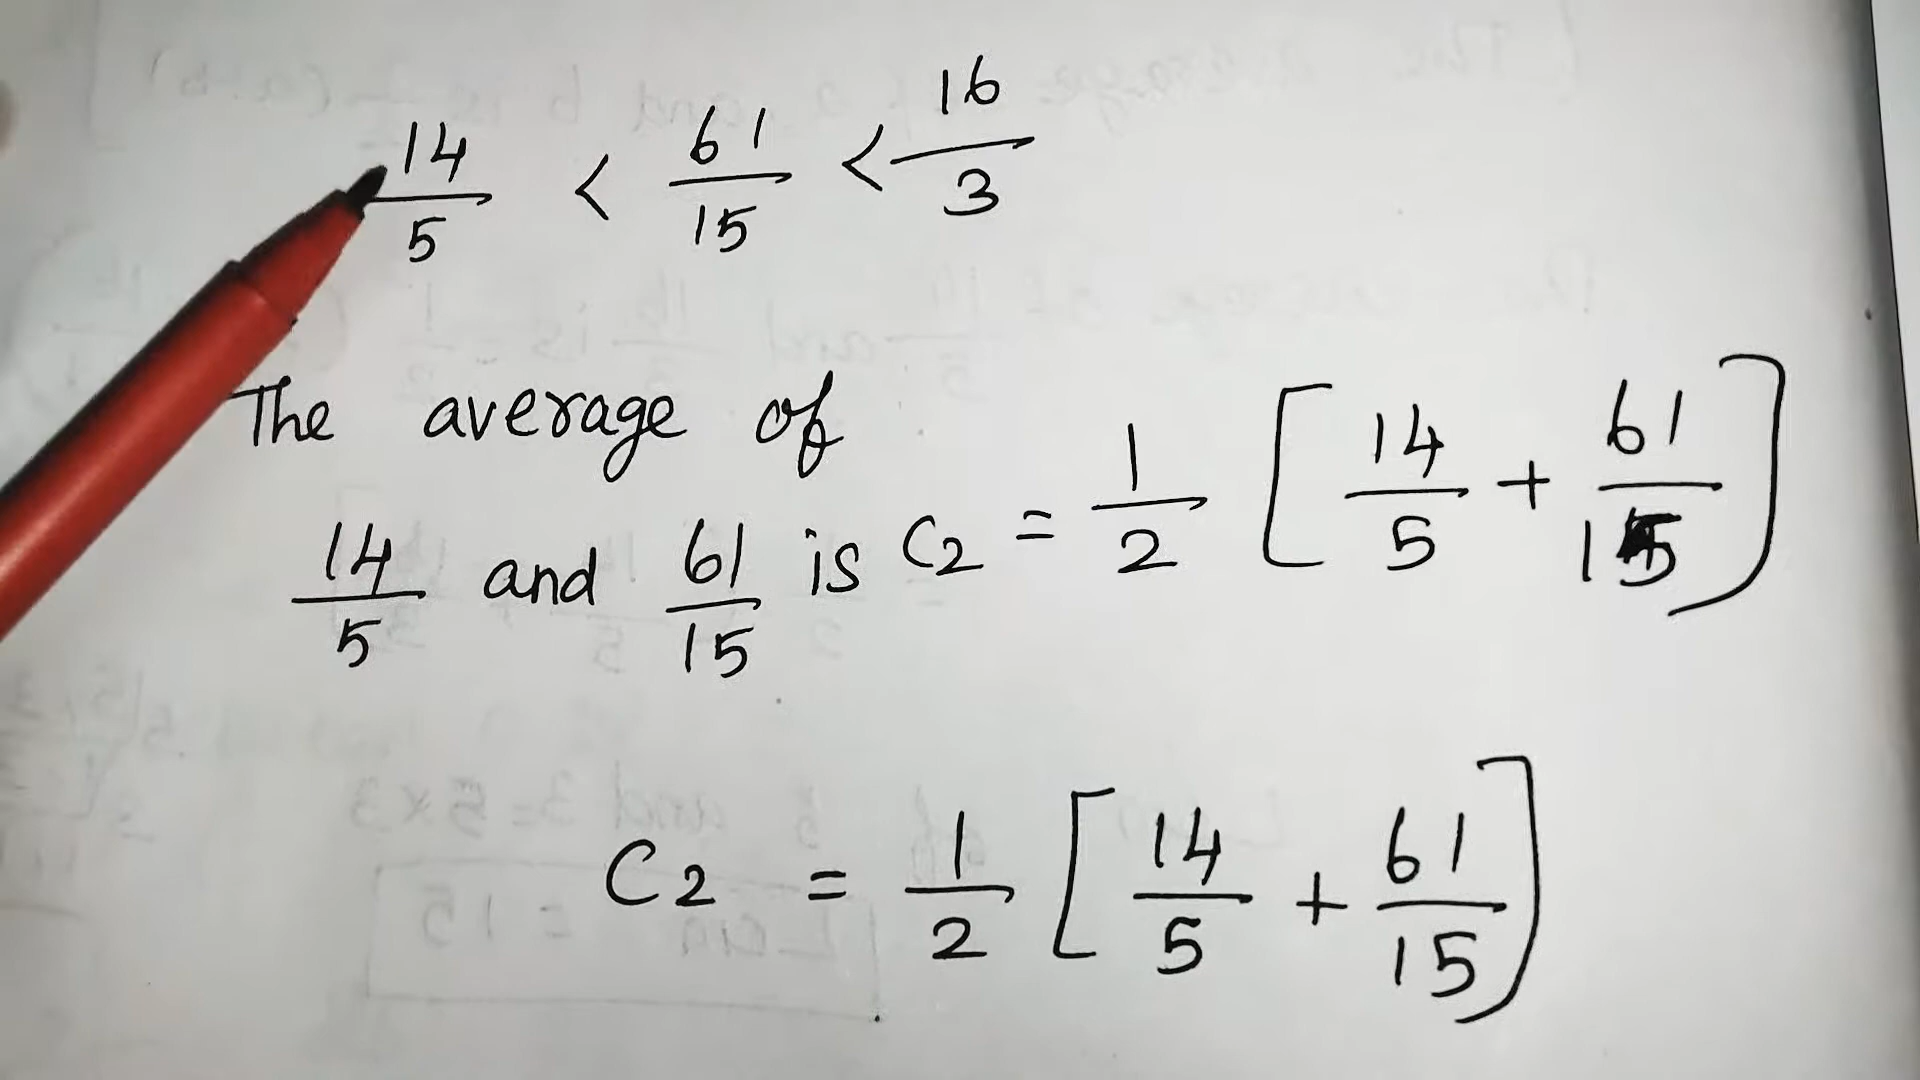 14/5 < 61/15 < 16/3
The average of
14/5 and 61/15 is C2 = 1/2 [14/5 + 61/15]
C2 = 1/2 [14/5 + 61/15]